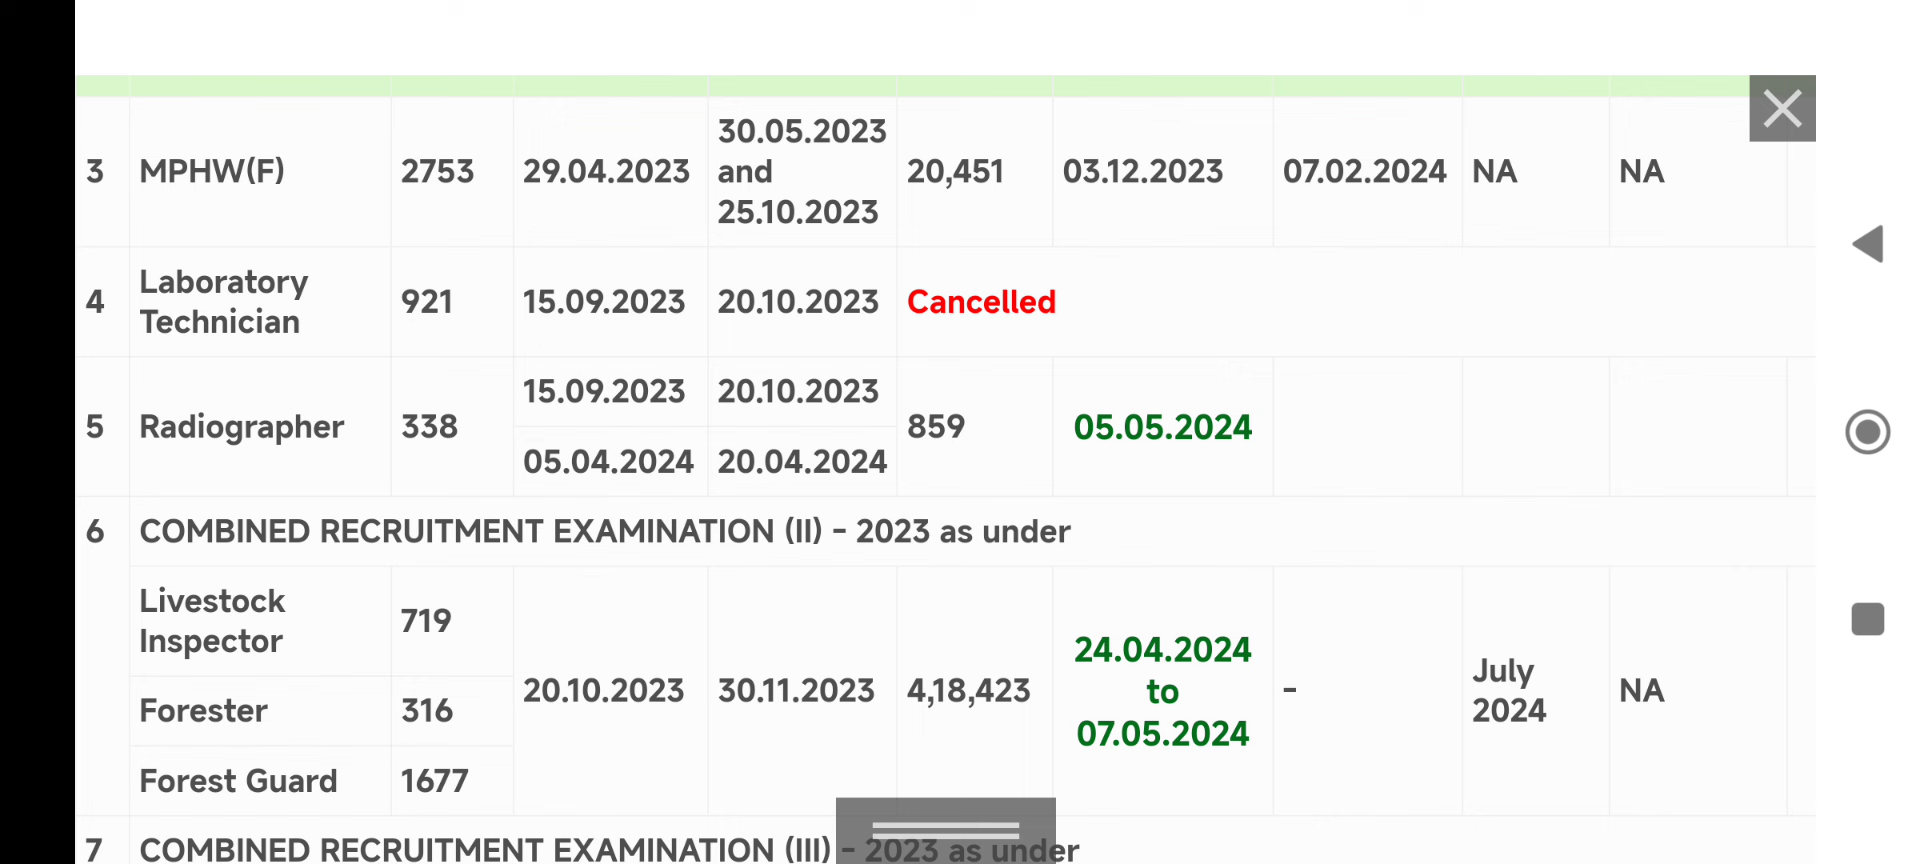 3 MPHW(F) 2753 29.04.2023 30.05.2023 and 25.10.2023 20,451 03.12.2023 07.02.2024 NA NA
4 Laboratory Technician 921 15.09.2023 20.10.2023 Cancelled
5 Radiographer 338 15.09.2023 20.10.2023 859 05.05.2024
05.04.2024 20.04.2024
6 COMBINED RECRUITMENT EXAMINATION (II) - 2023 as under
Livestock Inspector 719 20.10.2023 30.11.2023 4,18,423 24.04.2024 to 07.05.2024 - July 2024 NA
Forester 316
Forest Guard 1677
7 COMBINED RECRUITMENT EXAMINATION (III) - 2023 as under